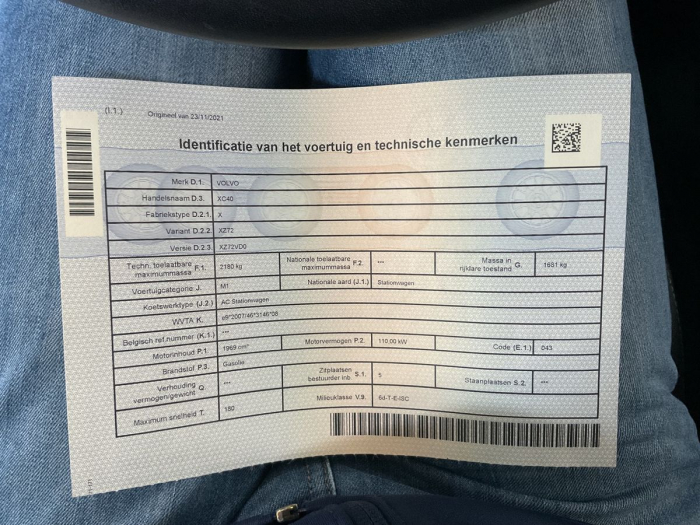 (I.1.) Origineel van 23/11/2021
Identificatie van het voertuig en technische kenmerken
Merk D.1. VOLVO
Handelsnaam D.3. XC40
Fabriekstype D.2.1. X
Variant D.2.2. XZ72
Versie D.2.3. XZ72VD0
Techn. toelaatbare maximummassa F.1. 2180 kg Nationale toelaatbare maximummassa F.2. --- Massa in rijklare toestand G. 1681 kg
Voertuigcategorie J. M1 Nationale aard (J.1.) Stationwagen
Koetswerktype (J.2.) AC Stationwagen
WVTA K. e9*2007/46*3146*08
Belgisch ref.nummer (K.1.) ---
Motorinhoud P.1. 1969 cm³ Motorvermogen P.2. 110.00 kW Code (E.1.) 043
Brandstof P.3. Gasolie
Verhouding vermogen/gewicht Q. --- Zitplaatsen bestuurder inb. S.1. 5 Staanplaatsen S.2. ---
Maximum snelheid T. 180 Milieuklasse V.9. 6d-T-E-ISC